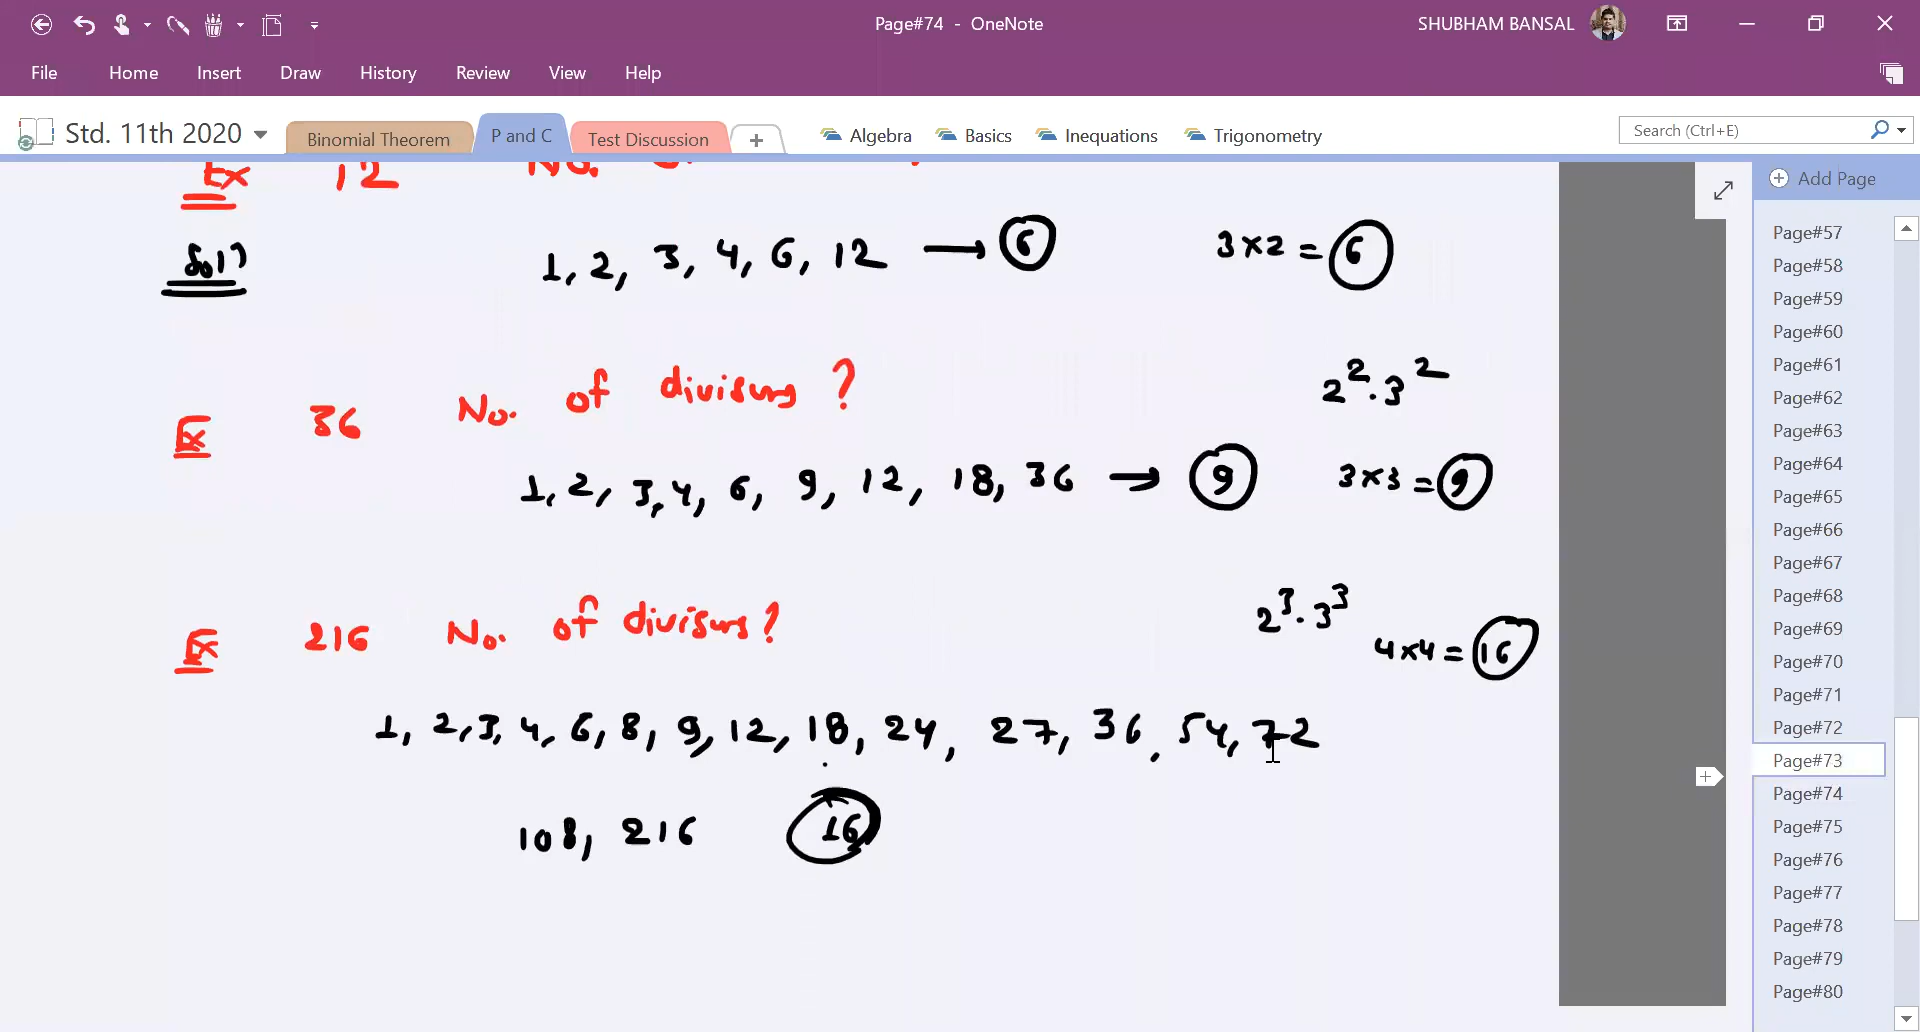 Page#74 - OneNote
SHUBHAM BANSAL
File Home Insert Draw History Review View Help
Std. 11th 2020
Binomial Theorem
P and C
Test Discussion
Algebra
Basics
Inequations
Trigonometry
Search (Ctrl+E)
Add Page
Ex 12 No.
Sol?
1, 2, 3, 4, 6, 12 → 6
3×2 = 6
Ex 36 No. of divisors ?
2². 3²
1, 2, 3, 4, 6, 9, 12, 18, 36 → 9
3×3 = 9
Ex 216 No. of divisors ?
2³. 3³
4×4 = 16
1, 2, 3, 4, 6, 8, 9, 12, 18, 24, 27, 36, 54, 72
108, 216 16
Page#57
Page#58
Page#59
Page#60
Page#61
Page#62
Page#63
Page#64
Page#65
Page#66
Page#67
Page#68
Page#69
Page#70
Page#71
Page#72
Page#73
Page#74
Page#75
Page#76
Page#77
Page#78
Page#79
Page#80